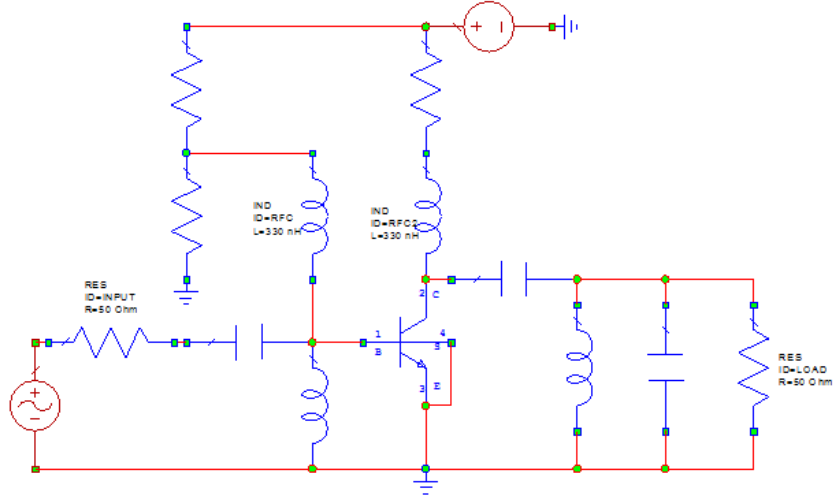 IND
ID=RFC
L=330 nH
IND
ID=RFC2
L=330 nH
RES
ID=INPUT
R=50 Ohm
2
C
1
B
4
S
3
E
RES
ID=LOAD
R=50 Ohm